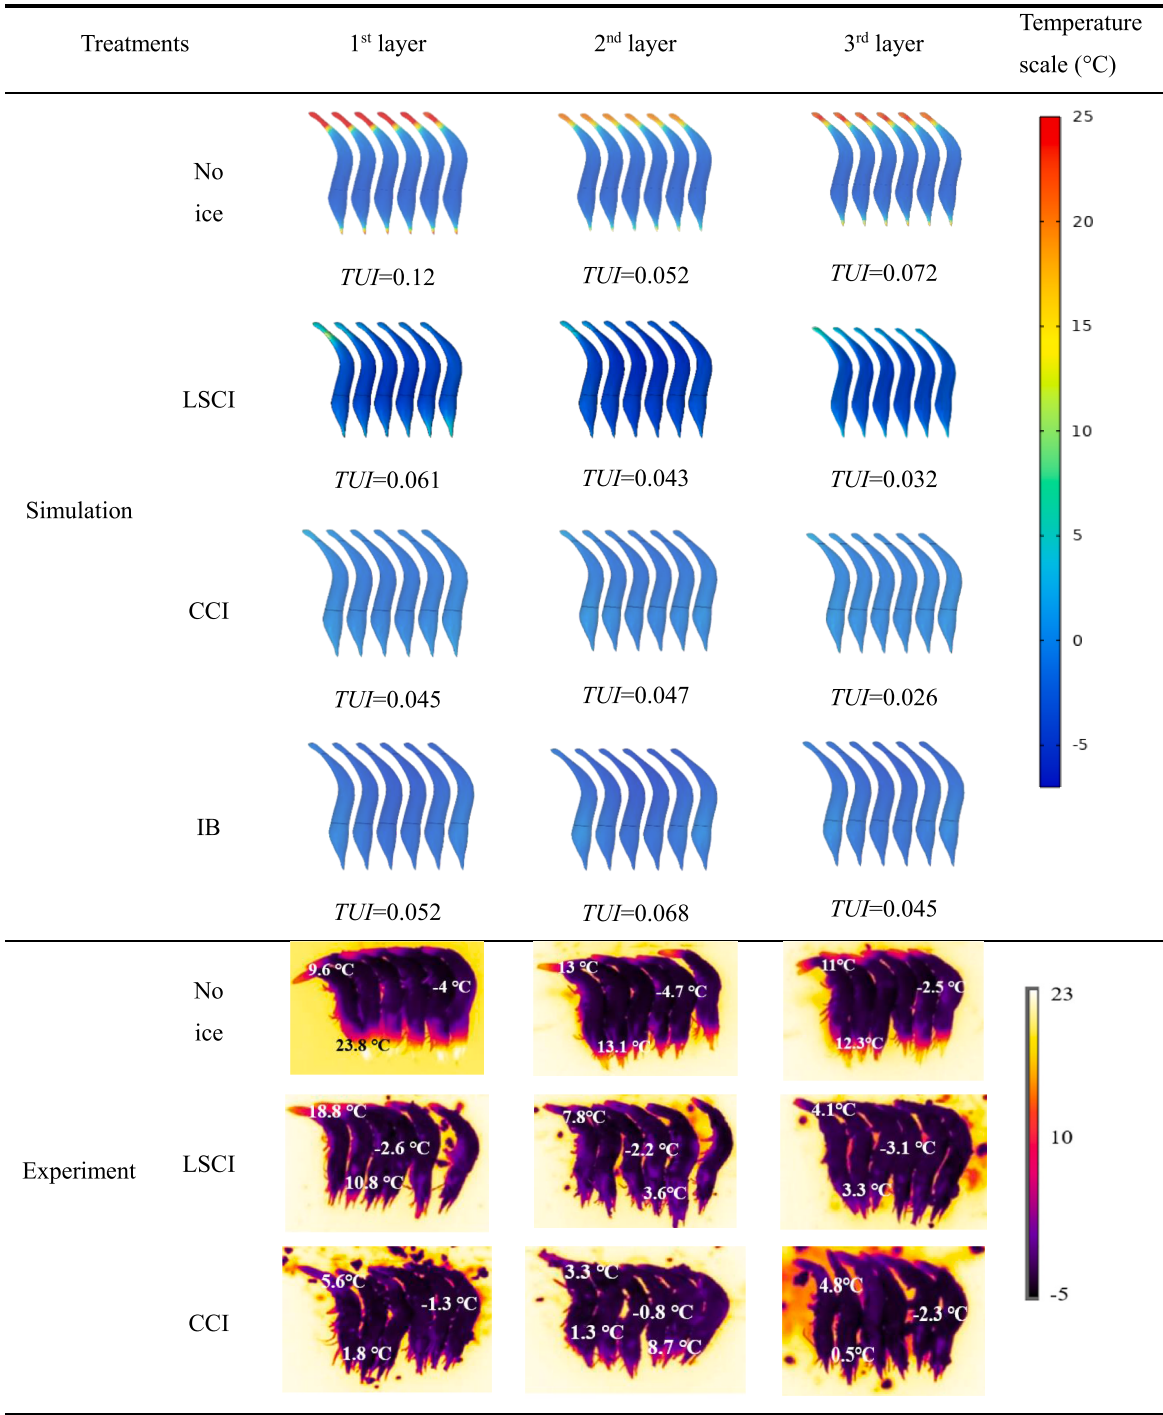 Treatments 1st layer 2nd layer 3rd layer Temperature
scale (°C)
25
No
ice
20
TUI=0.12 TUI=0.052 TUI=0.072
15
LSCI
10
TUI=0.061 TUI=0.043 TUI=0.032
Simulation
5
CCI
0
TUI=0.045 TUI=0.047 TUI=0.026
-5
IB
TUI=0.052 TUI=0.068 TUI=0.045
No
ice
9.6 °C -4 °C 13 °C -4.7 °C 11°C -2.5 °C
23
23.8 °C 13.1 °C 12.3°C
Experiment
LSCI
18.8 °C 7.8°C 4.1°C
10
-2.6 °C -2.2 °C -3.1 °C
10.8 °C 3.6°C 3.3 °C
CCI
5.6°C 3.3 °C 4.8°C
-5
-1.3 °C -0.8 °C -2.3 °C
1.8 °C 1.3 °C 8.7 °C 0.5°C